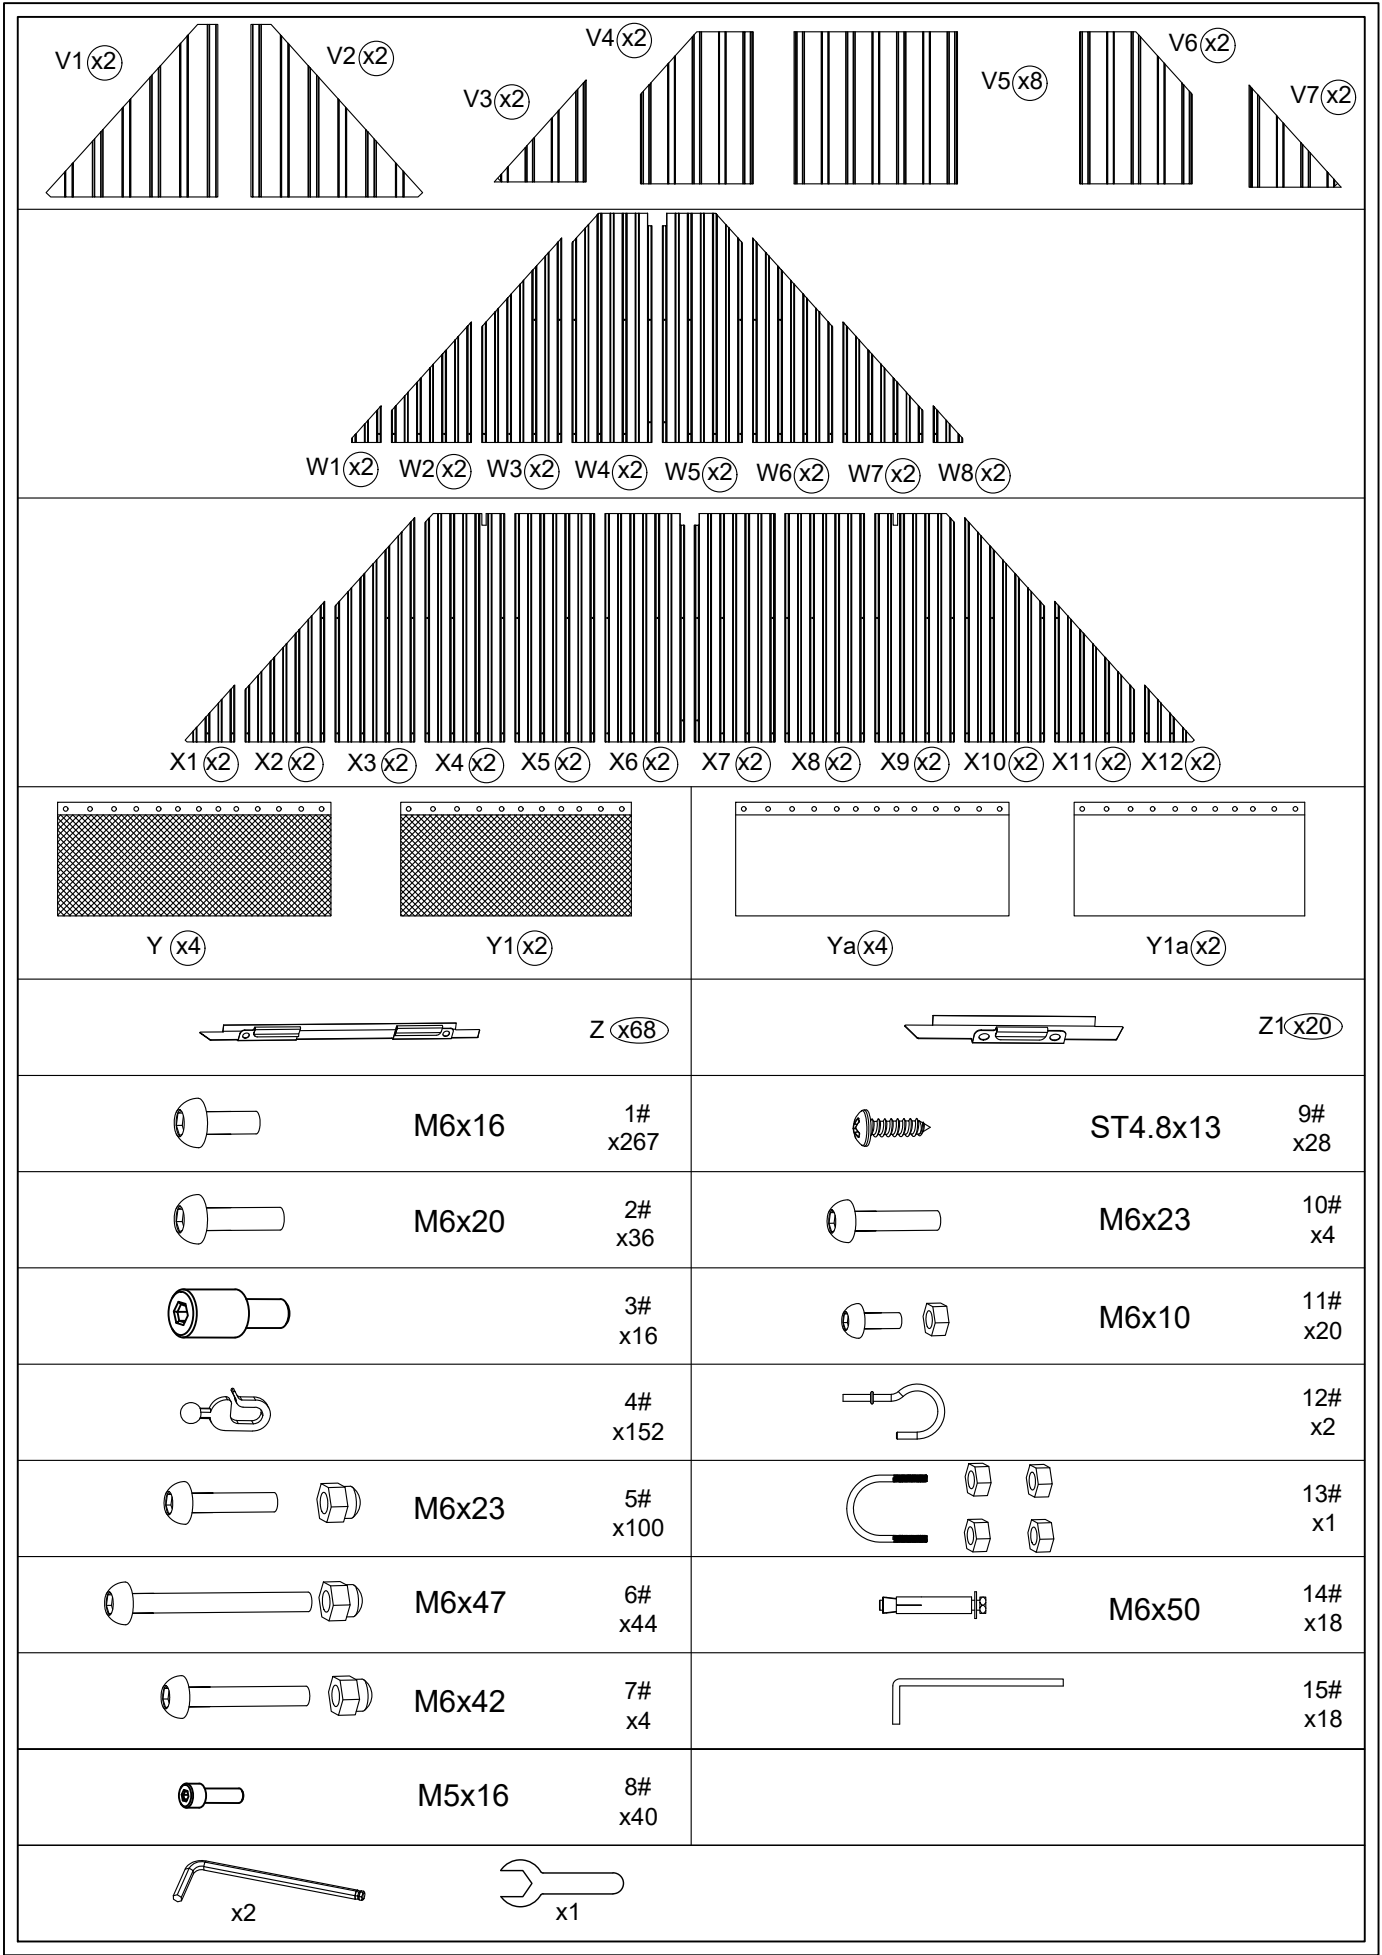 V1 x2
V2 x2
V3 x2
V4 x2
V5 x8
V6 x2
V7 x2
W1 x2
W2 x2
W3 x2
W4 x2
W5 x2
W6 x2
W7 x2
W8 x2
X1 x2
X2 x2
X3 x2
X4 x2
X5 x2
X6 x2
X7 x2
X8 x2
X9 x2
X10 x2
X11 x2
X12 x2
Y x4
Y1 x2
Ya x4
Y1a x2
Z x68
Z1 x20
M6x16
1#
x267
ST4.8x13
9#
x28
M6x20
2#
x36
M6x23
10#
x4
3#
x16
M6x10
11#
x20
4#
x152
12#
x2
M6x23
5#
x100
13#
x1
M6x47
6#
x44
M6x50
14#
x18
M6x42
7#
x4
15#
x18
M5x16
8#
x40
x2
x1